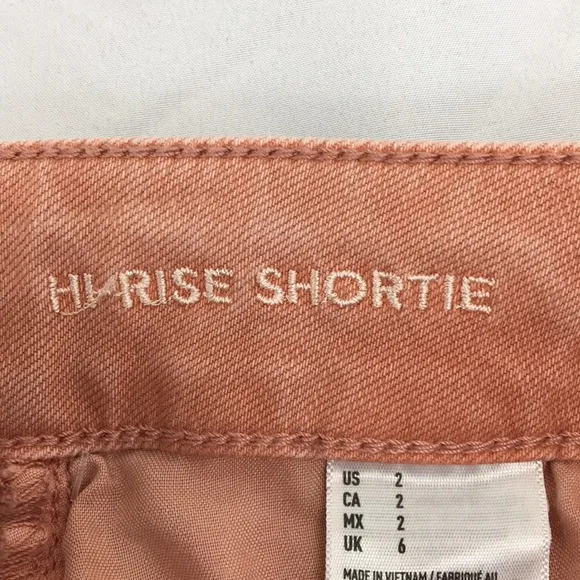 HI-RISE SHORTIE
US 2
CA 2
MX 2
UK 6
MADE IN VIETNAM / FABRIQUÉ AU